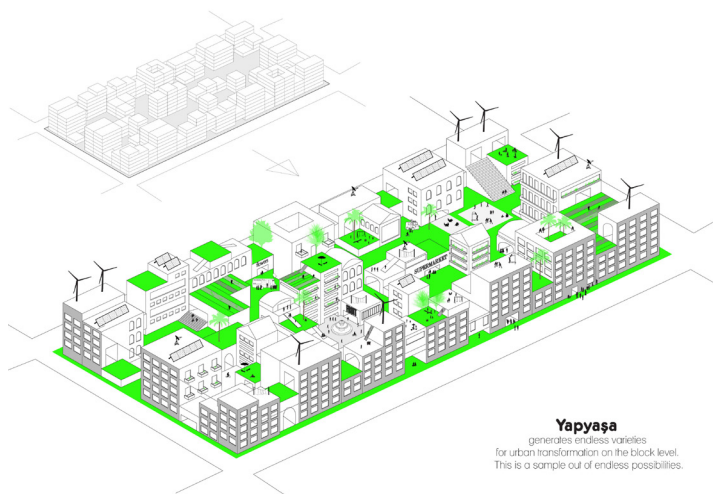 SUPERMARKET
Yapyaşa
generates endless varieties
for urban transformation on the block level.
This is a sample out of endless possibilities.